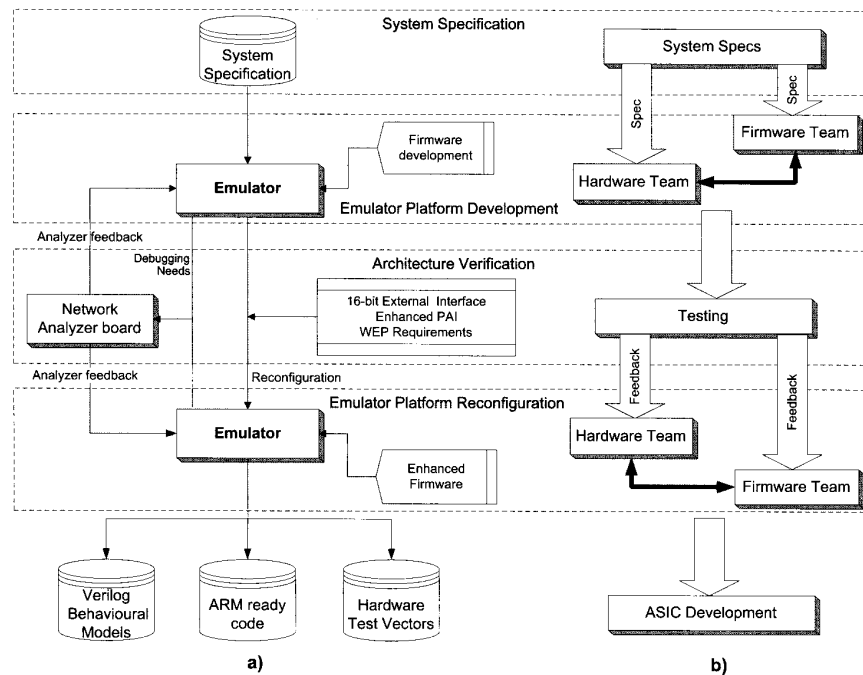 System Specification
System
Specification
System Specs
Spec
Spec
Firmware
development
Firmware Team
Emulator
Hardware Team
Emulator Platform Development
Analyzer feedback
Debugging
Needs
Architecture Verification
16-bit External Interface
Enhanced PAI
WEP Requirements
Network
Analyzer board
Testing
Analyzer feedback
Reconfiguration
Feedback
Feedback
Emulator Platform Reconfiguration
Emulator
Hardware Team
Enhanced
Firmware
Firmware Team
Verilog
Behavioural
Models
ARM ready
code
Hardware
Test Vectors
ASIC Development
a)
b)